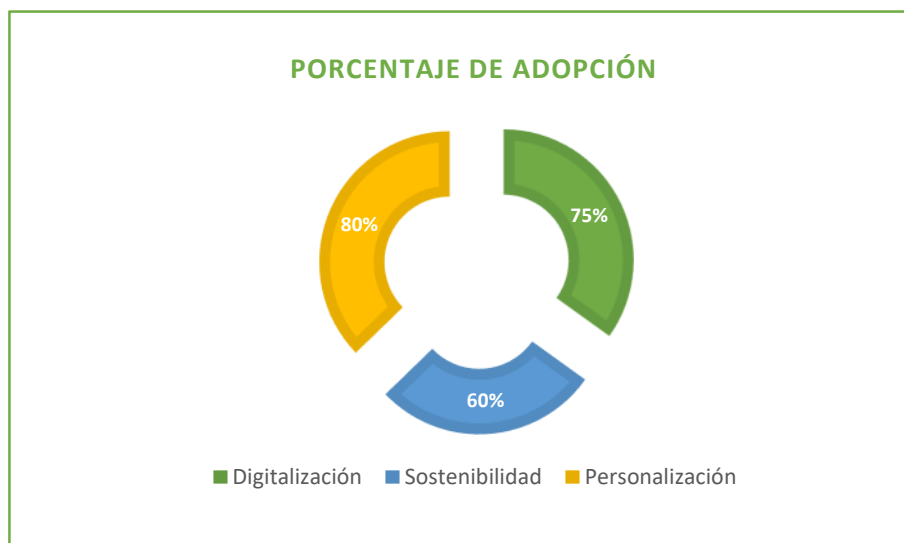 PORCENTAJE DE ADOPCIÓN
80%
75%
60%
Digitalización Sostenibilidad Personalización